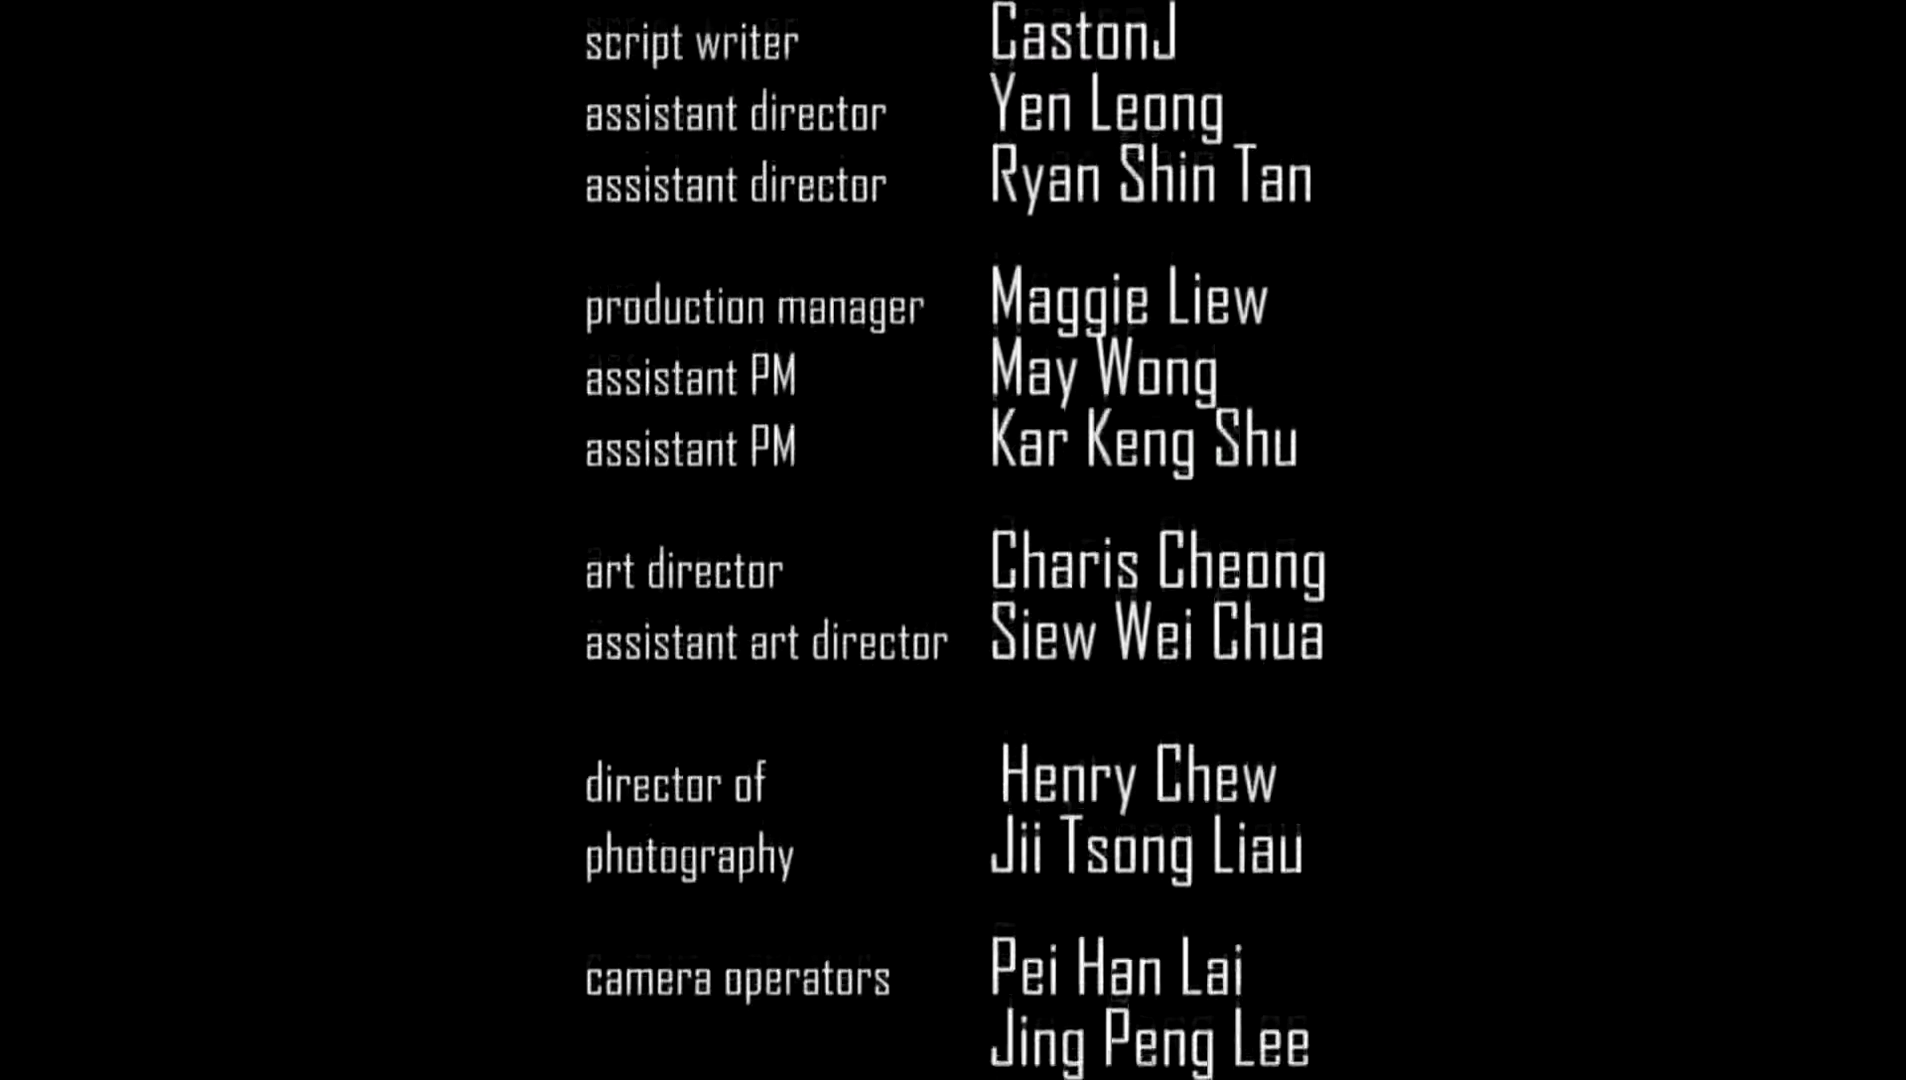 script writer CastonJ
assistant director Yen Leong
assistant director Ryan Shin Tan
production manager Maggie Liew
assistant PM May Wong
assistant PM Kar Keng Shu
art director Charis Cheong
assistant art director Siew Wei Chua
director of Henry Chew
photography Jii Tsong Liau
camera operators Pei Han Lai
Jing Peng Lee